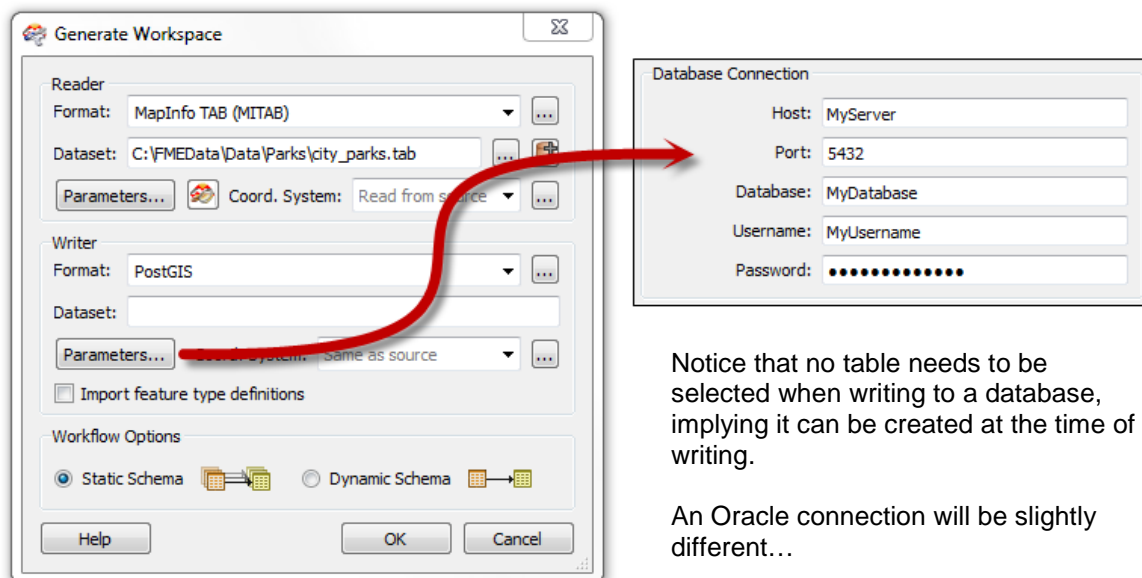 Generate Workspace
Reader
Format: MapInfo TAB (MITAB) ...
Dataset: C:\FMEData\Data\Parks\city_parks.tab ...
Parameters... Coord. System: Read from source ...
Writer
Format: PostGIS ...
Dataset:
Parameters... Coord. System: Same as source ...
Import feature type definitions
Workflow Options
Static Schema Dynamic Schema
Help OK Cancel
Database Connection
Host: MyServer
Port: 5432
Database: MyDatabase
Username: MyUsername
Password: ●●●●●●●●●●●●●
Notice that no table needs to be
selected when writing to a database,
implying it can be created at the time of
writing.
An Oracle connection will be slightly
different…